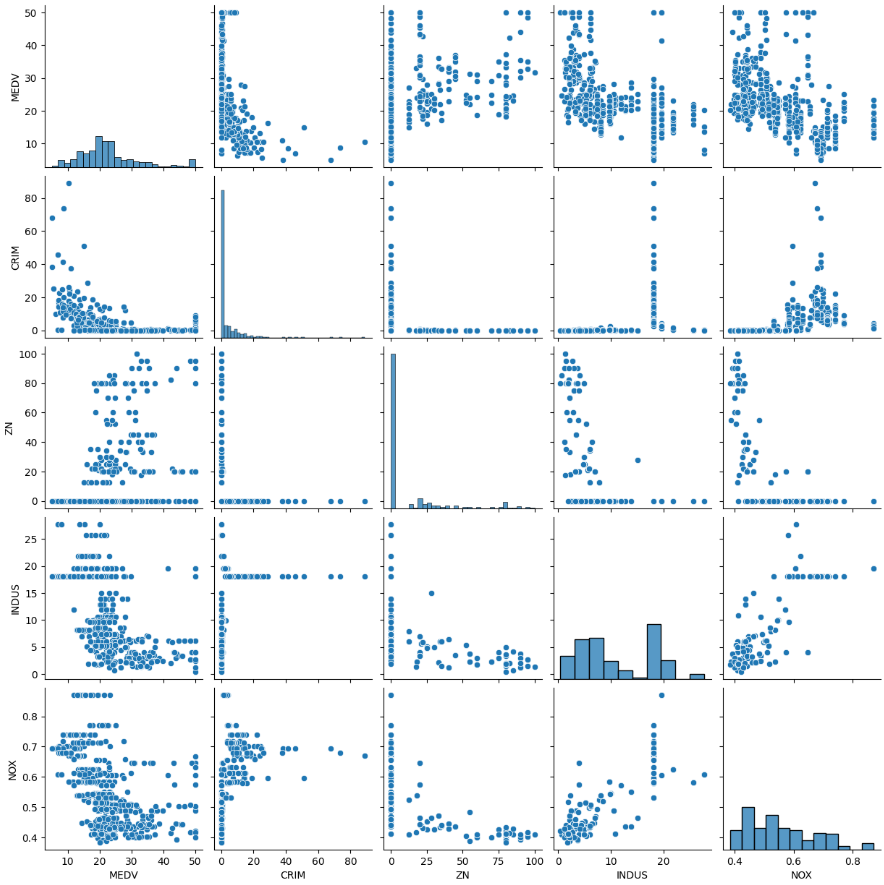 50
40
30
20
10
MEDV
80
60
40
20
0
CRIM
100
80
60
40
20
0
ZN
25
20
15
10
5
0
INDUS
0.8
0.7
0.6
0.5
0.4
NOX
10 20 30 40 50
MEDV
0 20 40 60 80
CRIM
0 25 50 75 100
ZN
0 10 20
INDUS
0.4 0.6 0.8
NOX